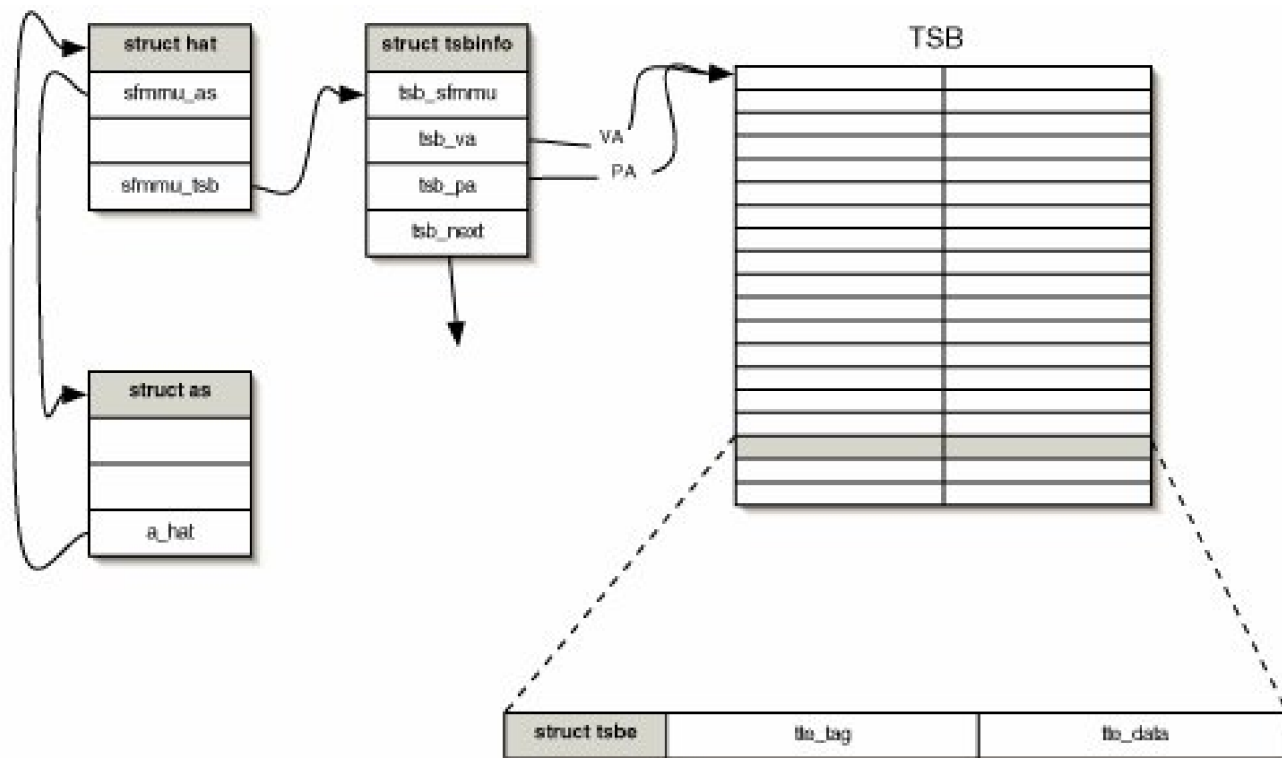 struct hat
sfmmu_as
sfmmu_tsb
struct tsbinfo
tsb_sfmmu
tsb_va
tsb_pa
tsb_next
VA
PA
TSB
struct as
a_hat
struct tsbe
tte_tag
tte_data